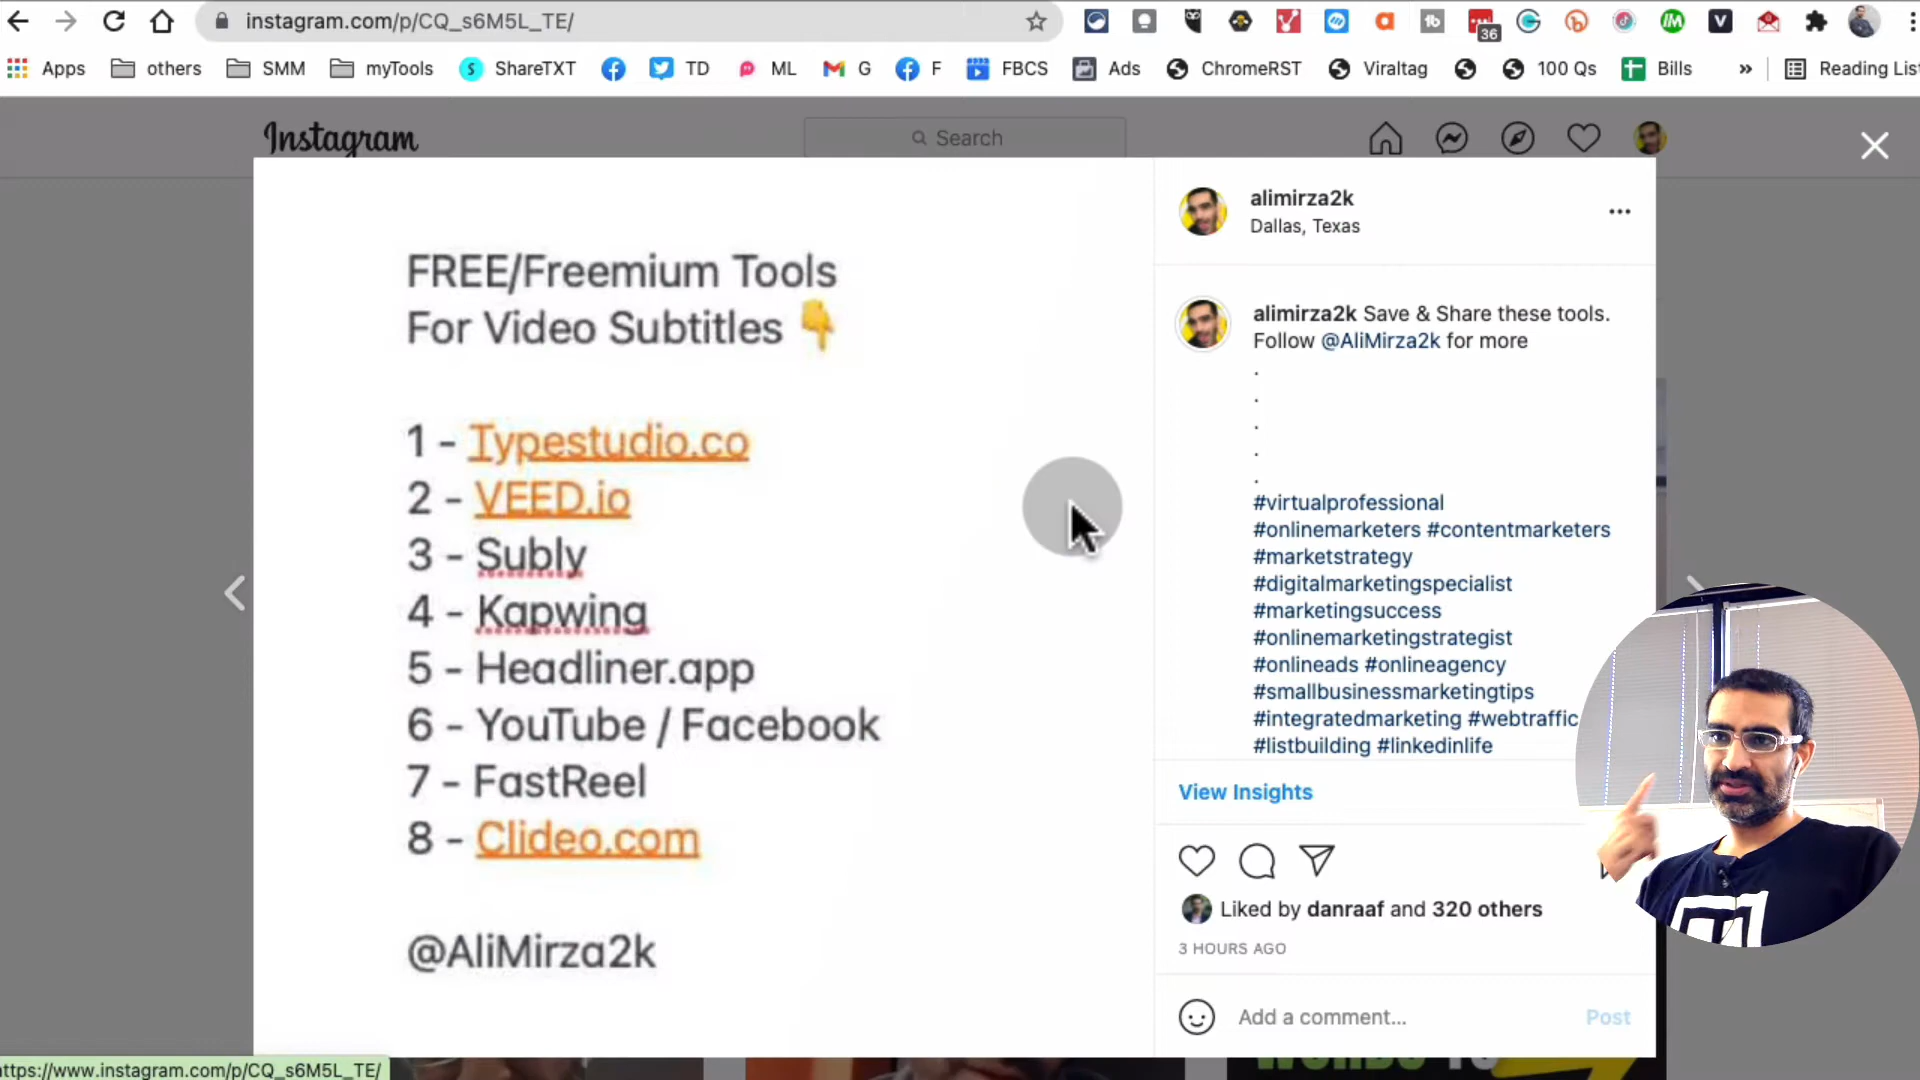 instagram.com/p/CQ_s6M5L_TE/
36
Apps others SMM myTools ShareTXT TD ML G F FBCS Ads ChromeRST Viraltag 100 Qs Bills » Reading List
Instagram
Search
alimirza2k
Dallas, Texas
FREE/Freemium Tools
For Video Subtitles 👇
1 - Typestudio.co
2 - VEED.io
3 - Subly
4 - Kapwing
5 - Headliner.app
6 - YouTube / Facebook
7 - FastReel
8 - Clideo.com
@AliMirza2k
alimirza2k Save & Share these tools.
Follow @AliMirza2k for more
.
.
.
.
.
#virtualprofessional
#onlinemarketers #contentmarketers
#marketstrategy
#digitalmarketingspecialist
#marketingsuccess
#onlinemarketingstrategist
#onlineads #onlineagency
#smallbusinessmarketingtips
#integratedmarketing #webtraffic
#listbuilding #linkedinlife
View Insights
Liked by danraaf and 320 others
3 HOURS AGO
Add a comment...
Post
https://www.instagram.com/p/CQ_s6M5L_TE/